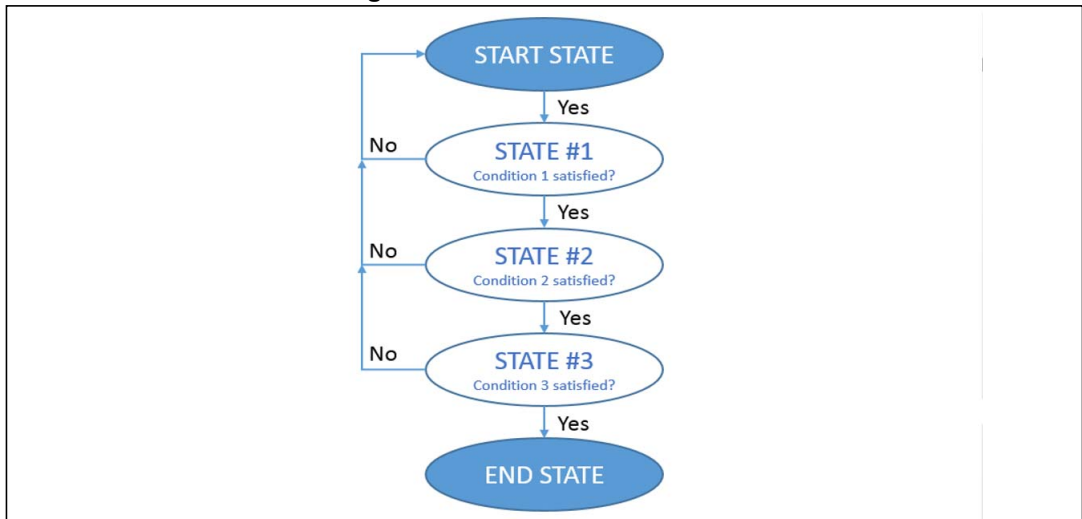 START STATE
Yes
No
STATE #1
Condition 1 satisfied?
Yes
No
STATE #2
Condition 2 satisfied?
Yes
No
STATE #3
Condition 3 satisfied?
Yes
END STATE